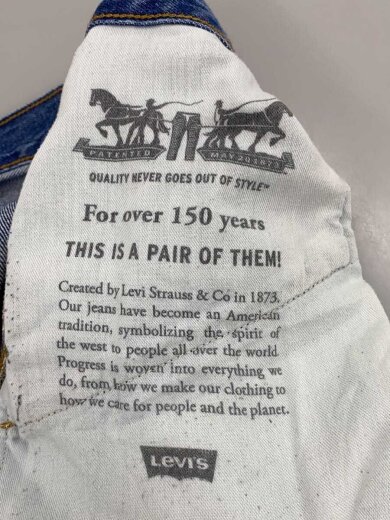 PATENTED MAY 20 1873
QUALITY NEVER GOES OUT OF STYLE™
For over 150 years
THIS IS A PAIR OF THEM!
Created by Levi Strauss & Co in 1873.
Our jeans have become an American
tradition, symbolizing the spirit of
the west to people all over the world
Progress is woven into everything we
do, from how we make our clothing to
how we care for people and the planet.
Levi's